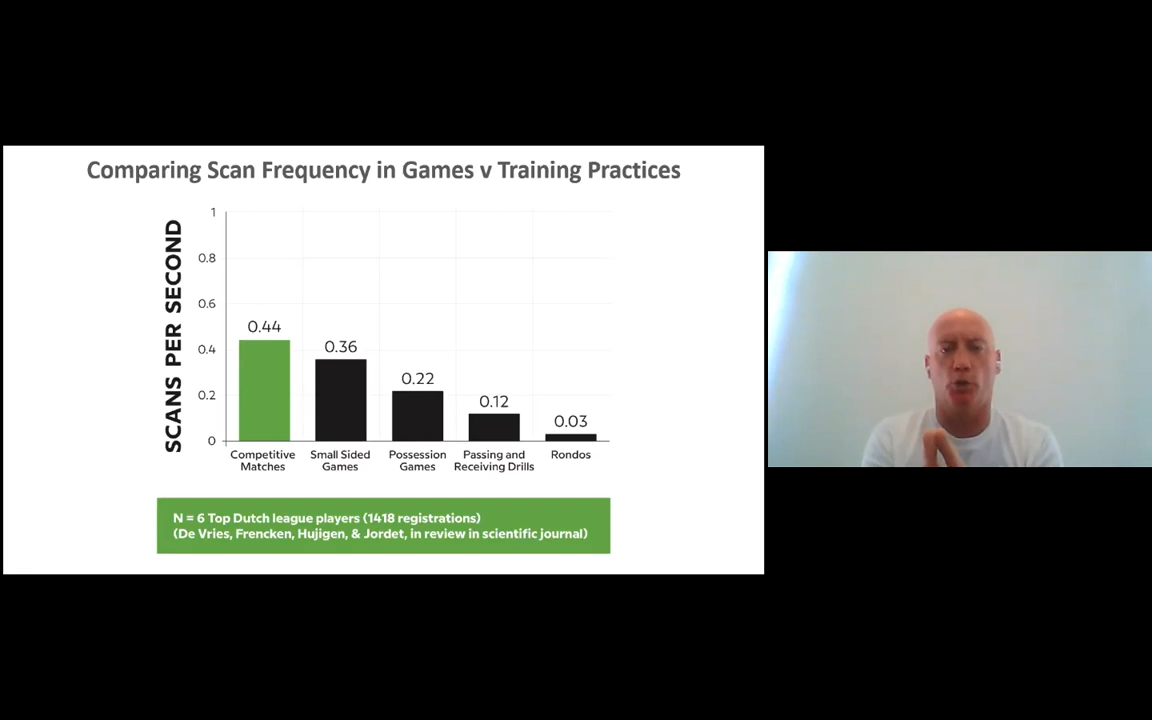 Comparing Scan Frequency in Games v Training Practices
SCANS PER SECOND
1
0.8
0.6
0.4
0.2
0
0.44
0.36
0.22
0.12
0.03
Competitive
Matches
Small Sided
Games
Possession
Games
Passing and
Receiving Drills
Rondos
N = 6 Top Dutch league players (1418 registrations)
(De Vries, Frencken, Hujigen, & Jordet, in review in scientific journal)